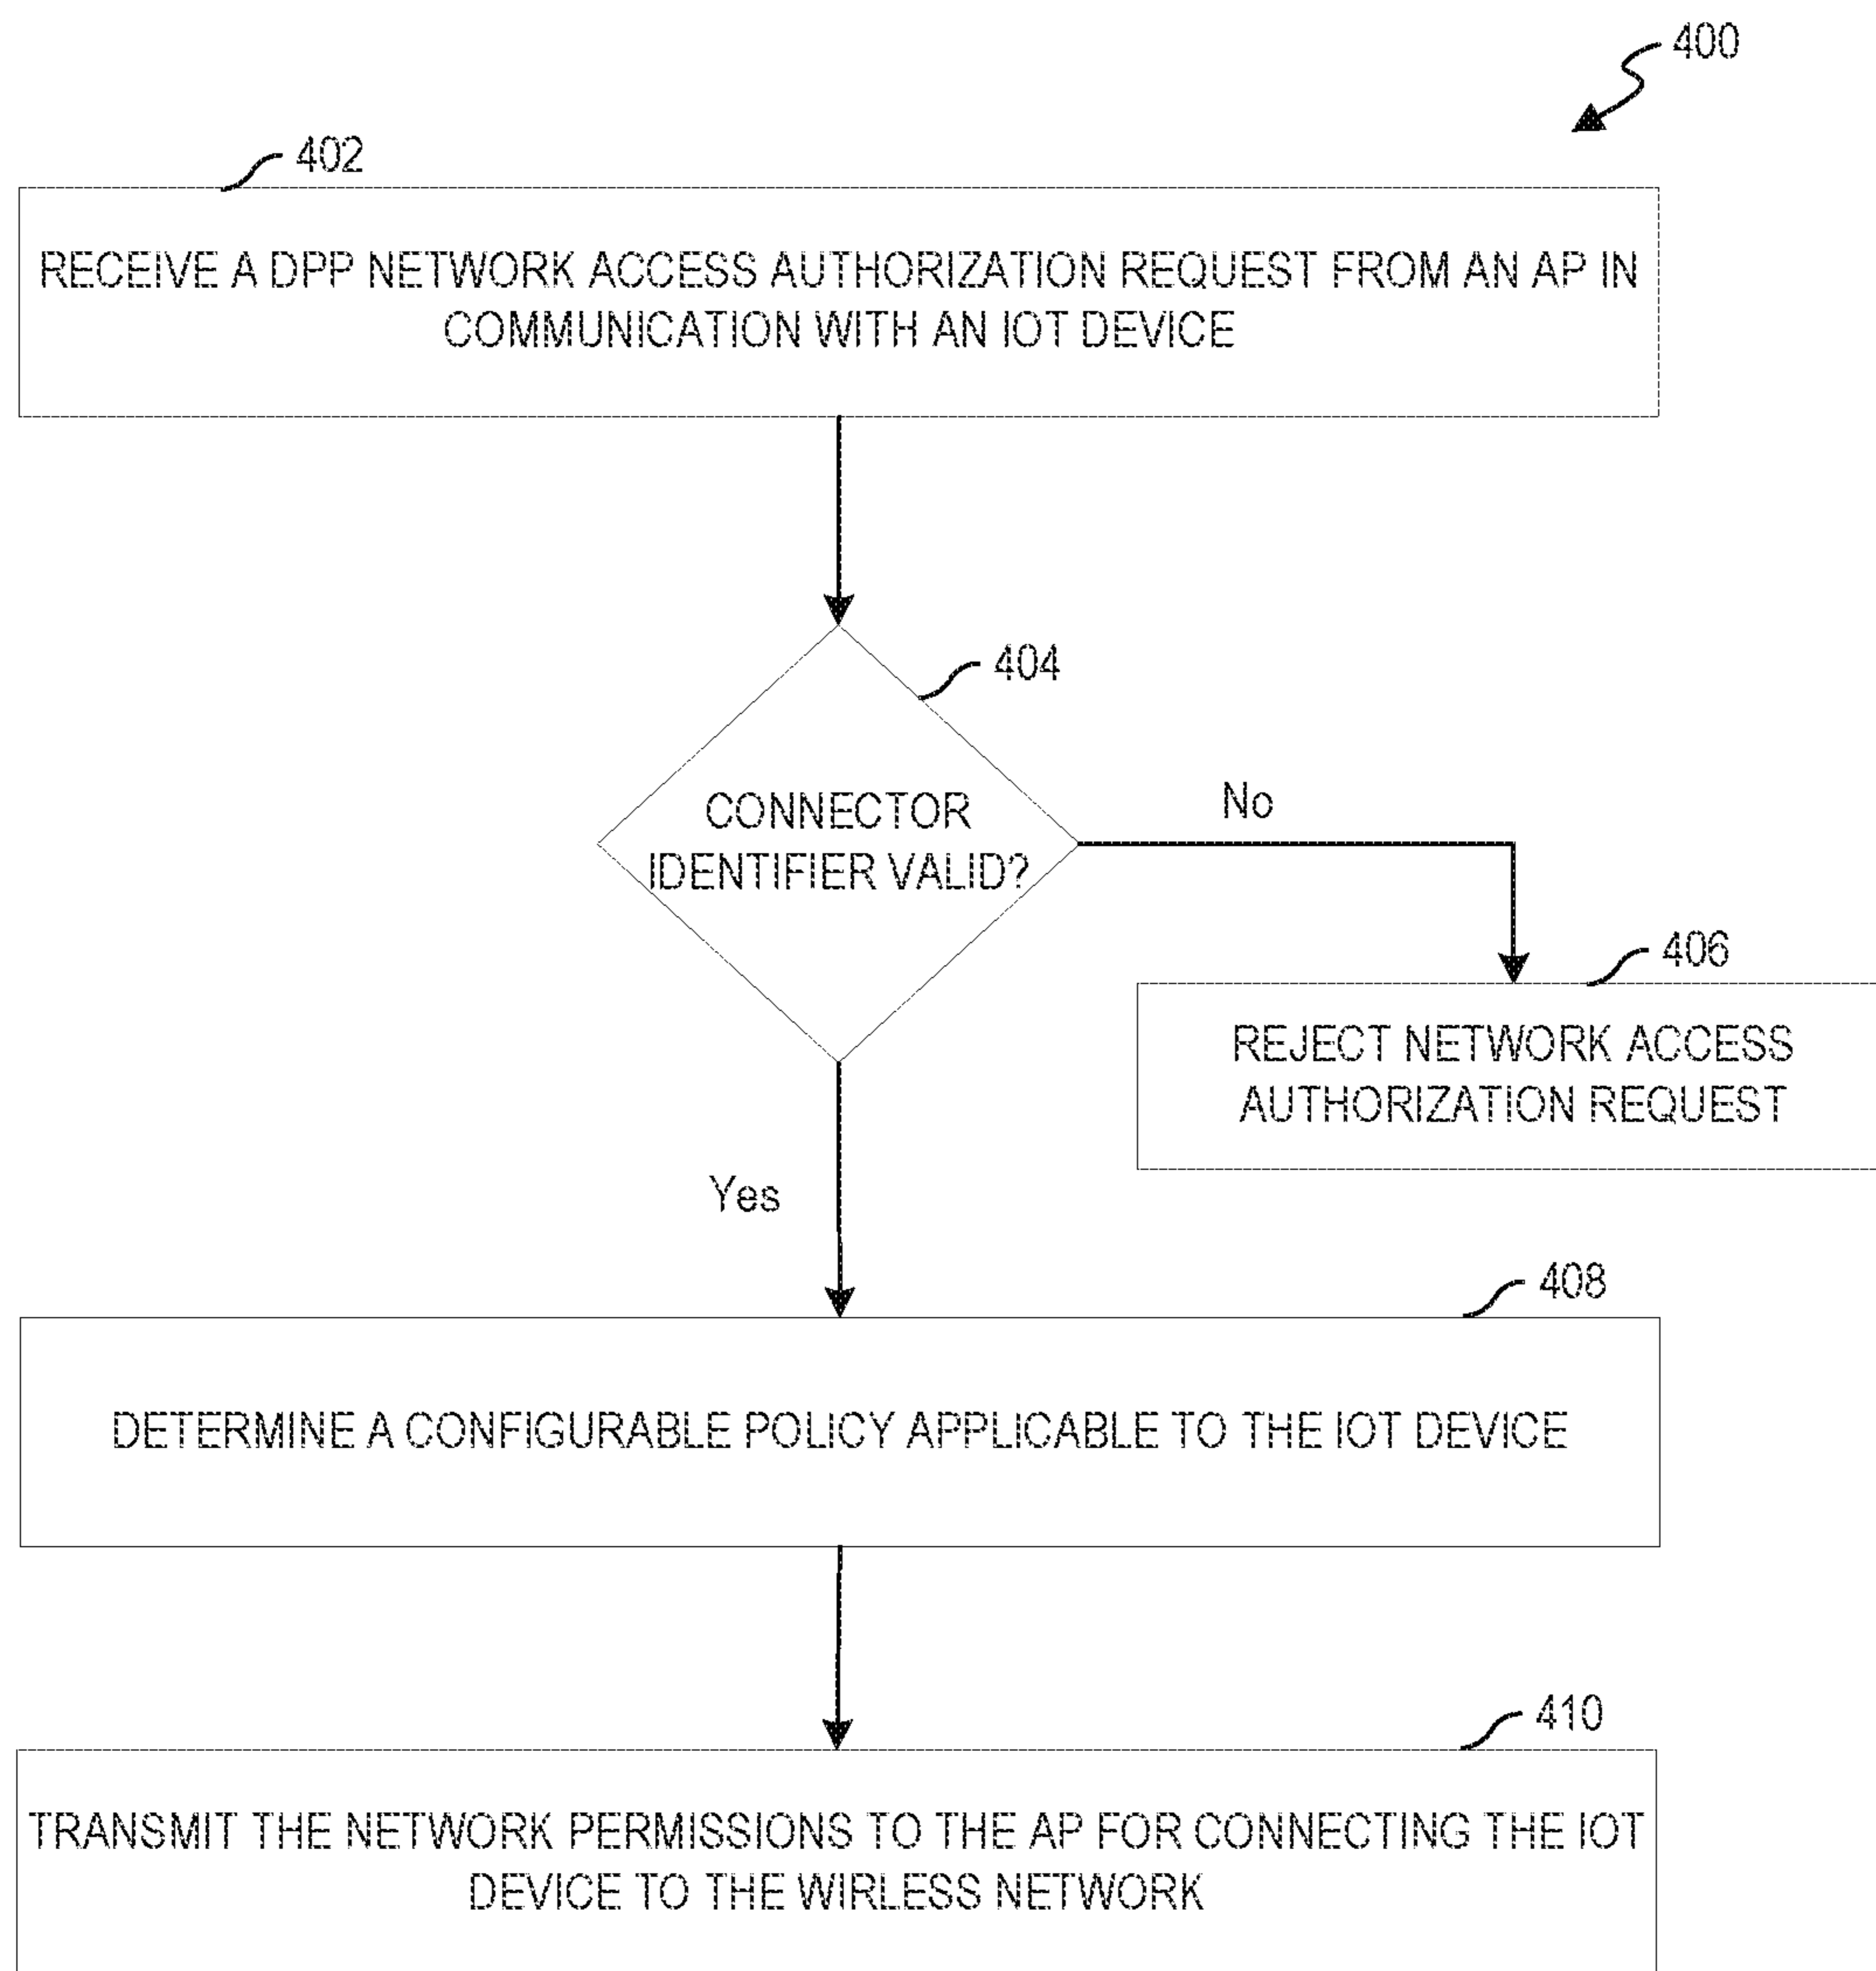 400
402
RECEIVE A DPP NETWORK ACCESS AUTHORIZATION REQUEST FROM AN AP IN
COMMUNICATION WITH AN IOT DEVICE
404
CONNECTOR
IDENTIFIER VALID?
No
406
REJECT NETWORK ACCESS
AUTHORIZATION REQUEST
Yes
408
DETERMINE A CONFIGURABLE POLICY APPLICABLE TO THE IOT DEVICE
410
TRANSMIT THE NETWORK PERMISSIONS TO THE AP FOR CONNECTING THE IOT
DEVICE TO THE WIRLESS NETWORK